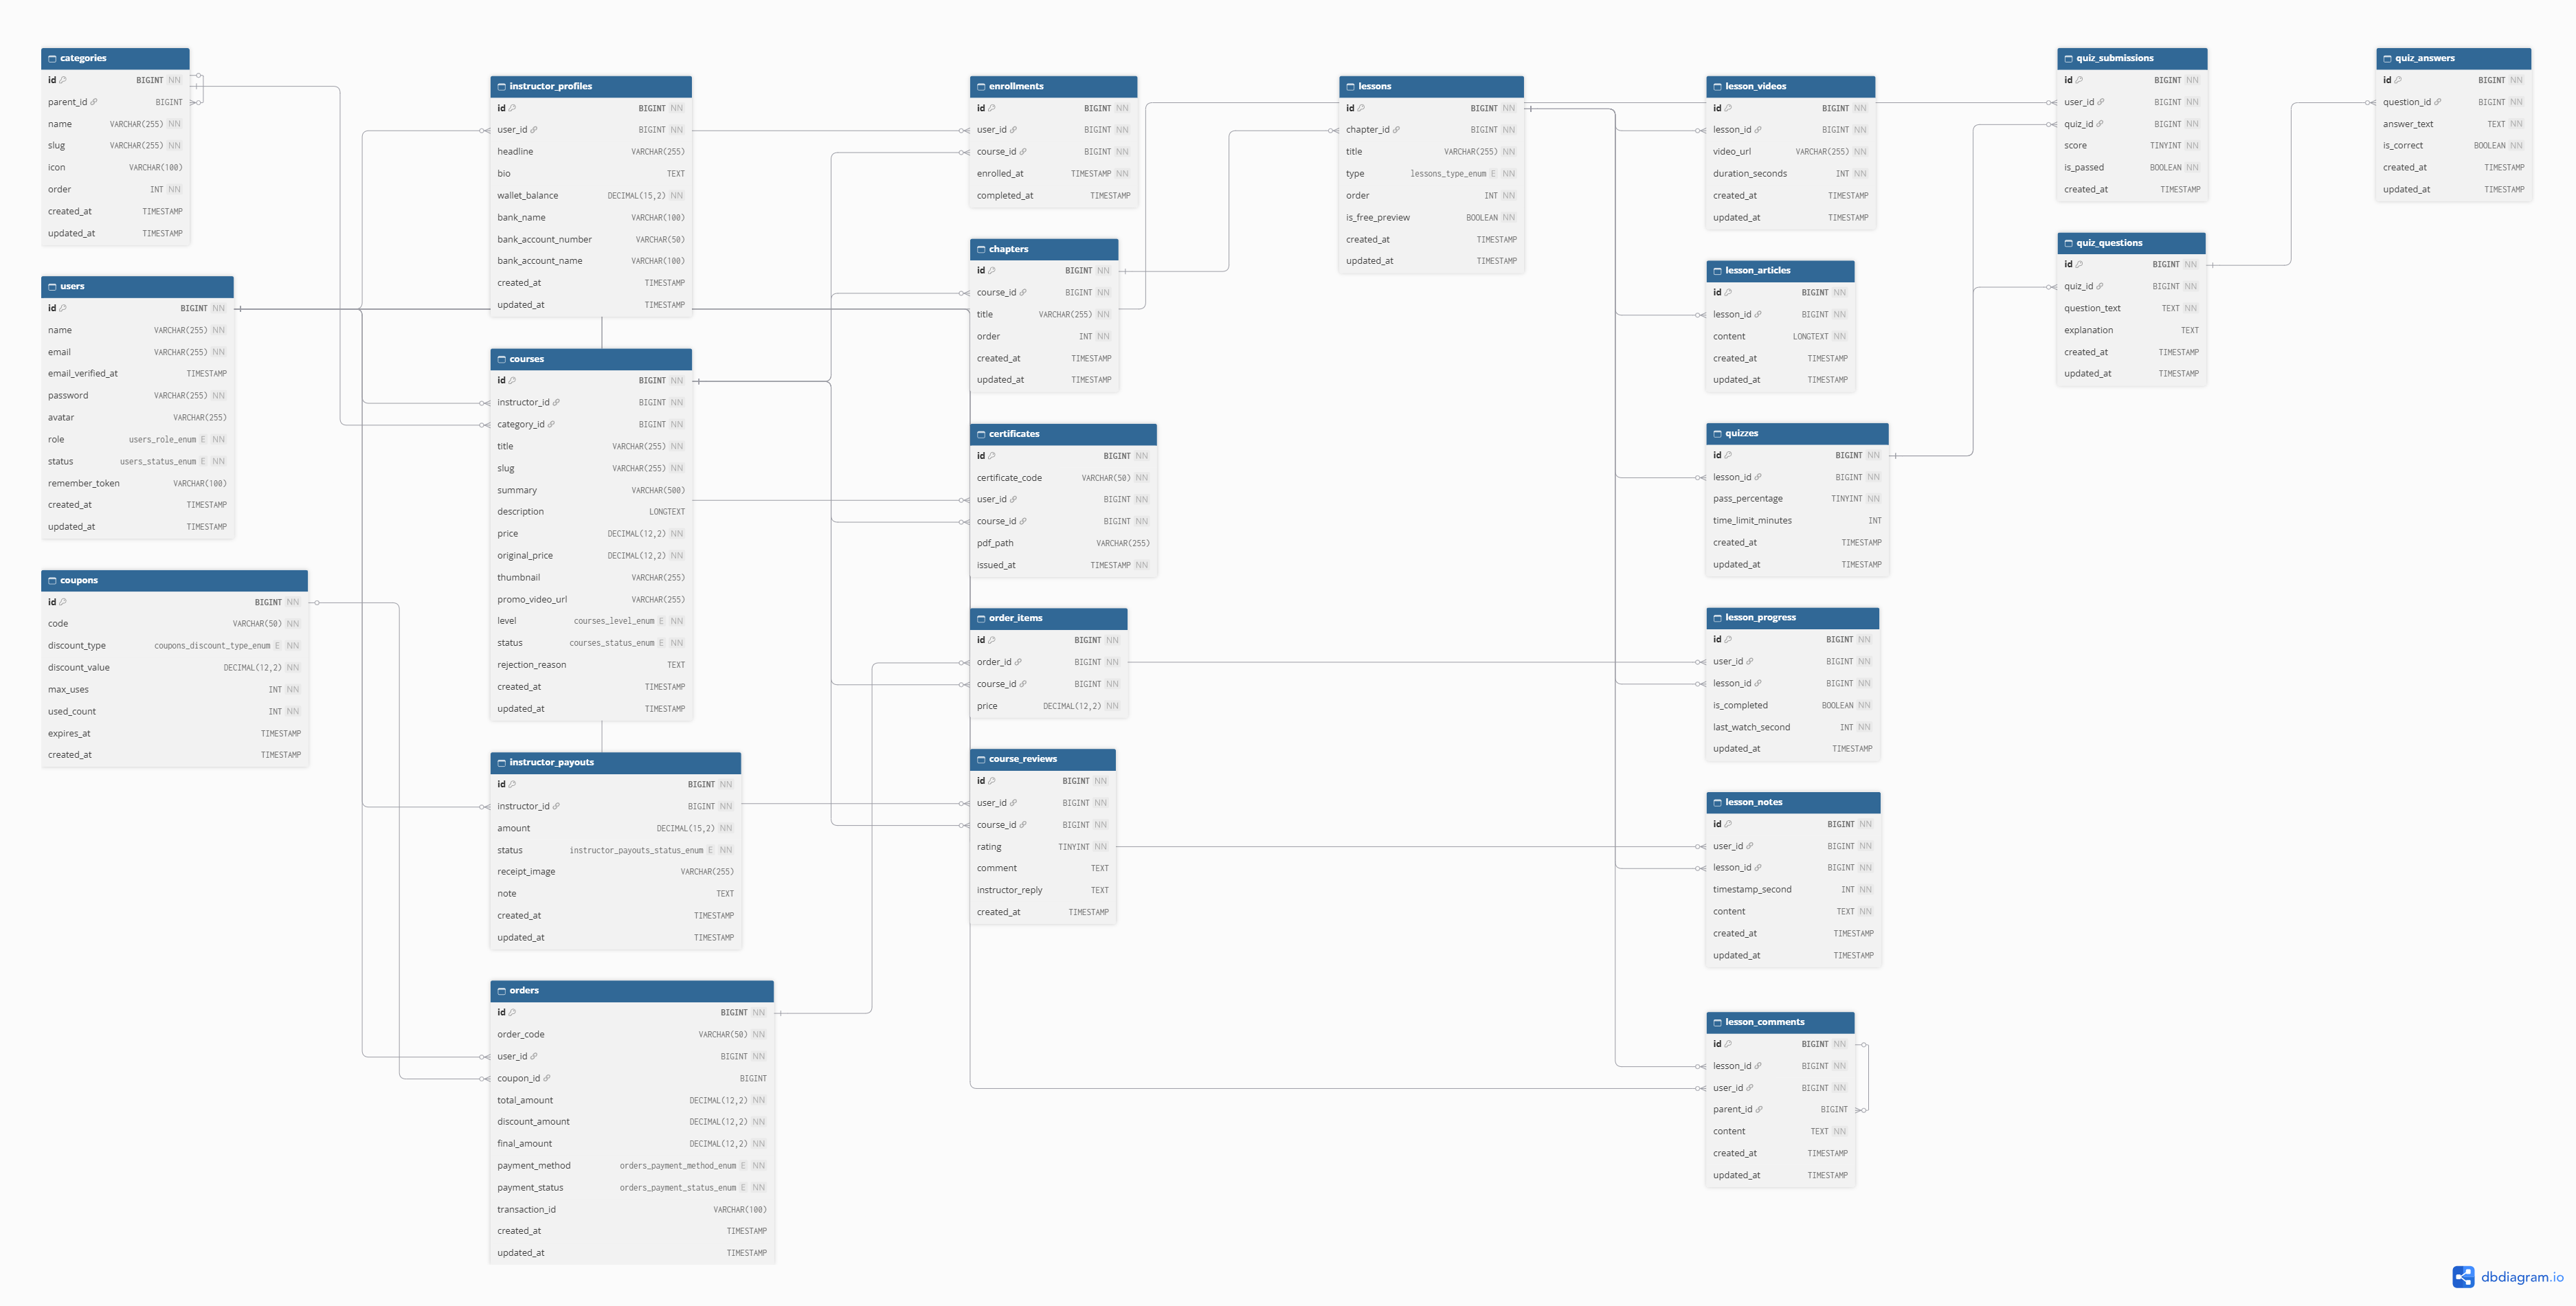 categories
id BIGINT NN
parent_id BIGINT
name VARCHAR(255) NN
slug VARCHAR(255) NN
icon VARCHAR(100)
order INT NN
created_at TIMESTAMP
updated_at TIMESTAMP
users
id BIGINT NN
name VARCHAR(255) NN
email VARCHAR(255) NN
email_verified_at TIMESTAMP
password VARCHAR(255) NN
avatar VARCHAR(255)
role users_role_enum E NN
status users_status_enum E NN
remember_token VARCHAR(100)
created_at TIMESTAMP
updated_at TIMESTAMP
coupons
id BIGINT NN
code VARCHAR(50) NN
discount_type coupons_discount_type_enum E NN
discount_value DECIMAL(12,2) NN
max_uses INT NN
used_count INT NN
expires_at TIMESTAMP
created_at TIMESTAMP
instructor_profiles
id BIGINT NN
user_id BIGINT NN
headline VARCHAR(255)
bio TEXT
wallet_balance DECIMAL(15,2) NN
bank_name VARCHAR(100)
bank_account_number VARCHAR(50)
bank_account_name VARCHAR(100)
created_at TIMESTAMP
updated_at TIMESTAMP
courses
id BIGINT NN
instructor_id BIGINT NN
category_id BIGINT NN
title VARCHAR(255) NN
slug VARCHAR(255) NN
summary VARCHAR(500)
description LONGTEXT
price DECIMAL(12,2) NN
original_price DECIMAL(12,2) NN
thumbnail VARCHAR(255)
promo_video_url VARCHAR(255)
level courses_level_enum E NN
status courses_status_enum E NN
rejection_reason TEXT
created_at TIMESTAMP
updated_at TIMESTAMP
instructor_payouts
id BIGINT NN
instructor_id BIGINT NN
amount DECIMAL(15,2) NN
status instructor_payouts_status_enum E NN
receipt_image VARCHAR(255)
note TEXT
created_at TIMESTAMP
updated_at TIMESTAMP
orders
id BIGINT NN
order_code VARCHAR(50) NN
user_id BIGINT NN
coupon_id BIGINT
total_amount DECIMAL(12,2) NN
discount_amount DECIMAL(12,2) NN
final_amount DECIMAL(12,2) NN
payment_method orders_payment_method_enum E NN
payment_status orders_payment_status_enum E NN
transaction_id VARCHAR(100)
created_at TIMESTAMP
updated_at TIMESTAMP
enrollments
id BIGINT NN
user_id BIGINT NN
course_id BIGINT NN
enrolled_at TIMESTAMP NN
completed_at TIMESTAMP
chapters
id BIGINT NN
course_id BIGINT NN
title VARCHAR(255) NN
order INT NN
created_at TIMESTAMP
updated_at TIMESTAMP
certificates
id BIGINT NN
certificate_code VARCHAR(50) NN
user_id BIGINT NN
course_id BIGINT NN
pdf_path VARCHAR(255)
issued_at TIMESTAMP NN
order_items
id BIGINT NN
order_id BIGINT NN
course_id BIGINT NN
price DECIMAL(12,2) NN
course_reviews
id BIGINT NN
user_id BIGINT NN
course_id BIGINT NN
rating TINYINT NN
comment TEXT
instructor_reply TEXT
created_at TIMESTAMP
lessons
id BIGINT NN
chapter_id BIGINT NN
title VARCHAR(255) NN
type lessons_type_enum E NN
order INT NN
is_free_preview BOOLEAN NN
created_at TIMESTAMP
updated_at TIMESTAMP
lesson_videos
id BIGINT NN
lesson_id BIGINT NN
video_url VARCHAR(255) NN
duration_seconds INT NN
created_at TIMESTAMP
updated_at TIMESTAMP
lesson_articles
id BIGINT NN
lesson_id BIGINT NN
content LONGTEXT NN
created_at TIMESTAMP
updated_at TIMESTAMP
quizzes
id BIGINT NN
lesson_id BIGINT NN
pass_percentage TINYINT NN
time_limit_minutes INT
created_at TIMESTAMP
updated_at TIMESTAMP
lesson_progress
id BIGINT NN
user_id BIGINT NN
lesson_id BIGINT NN
is_completed BOOLEAN NN
last_watch_second INT NN
updated_at TIMESTAMP
lesson_notes
id BIGINT NN
user_id BIGINT NN
lesson_id BIGINT NN
timestamp_second INT NN
content TEXT NN
created_at TIMESTAMP
updated_at TIMESTAMP
lesson_comments
id BIGINT NN
lesson_id BIGINT NN
user_id BIGINT NN
parent_id BIGINT
content TEXT NN
created_at TIMESTAMP
updated_at TIMESTAMP
quiz_submissions
id BIGINT NN
user_id BIGINT NN
quiz_id BIGINT NN
score TINYINT NN
is_passed BOOLEAN NN
created_at TIMESTAMP
quiz_questions
id BIGINT NN
quiz_id BIGINT NN
question_text TEXT NN
explanation TEXT
created_at TIMESTAMP
updated_at TIMESTAMP
quiz_answers
id BIGINT NN
question_id BIGINT NN
answer_text TEXT NN
is_correct BOOLEAN NN
created_at TIMESTAMP
updated_at TIMESTAMP
dbdiagram.io